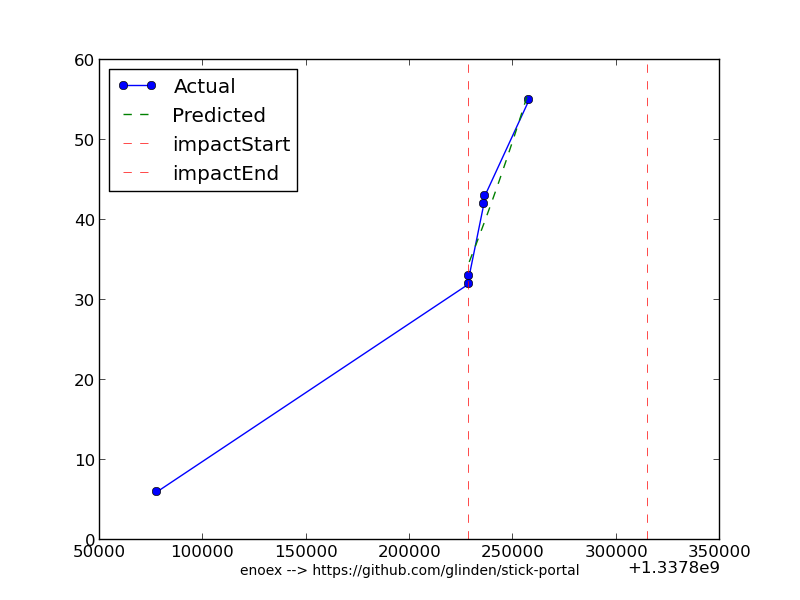 60
50
40
30
20
10
0
Actual
Predicted
impactStart
impactEnd
50000 100000 150000 200000 250000 300000 350000
enoex --> https://github.com/glinden/stick-portal +1.3378e9